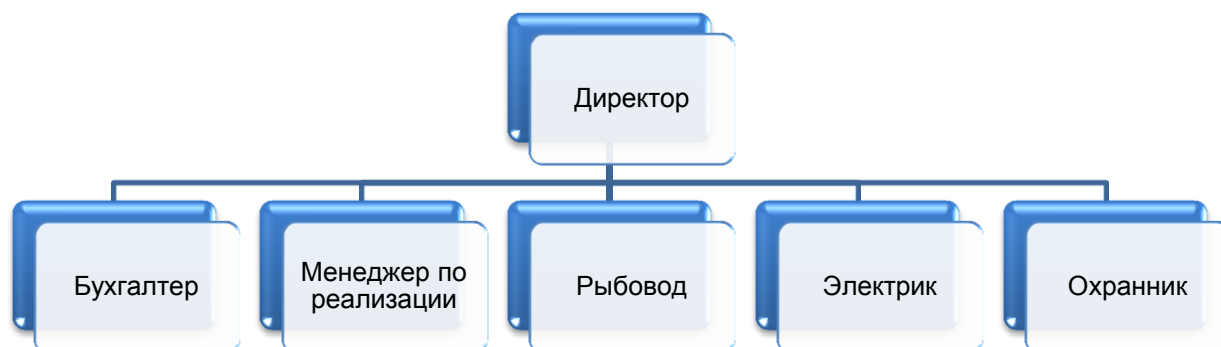 Директор
Бухгалтер
Менеджер по
реализации
Рыбовод
Электрик
Охранник